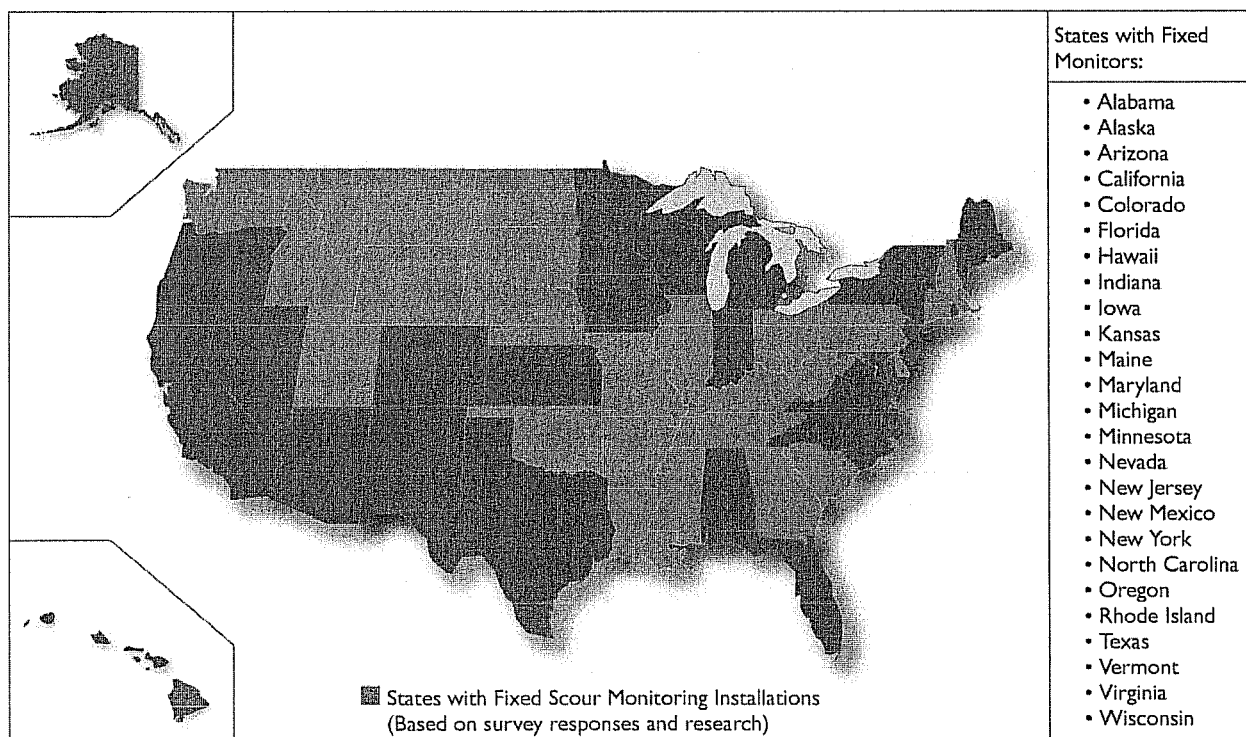 States with Fixed
Monitors:
• Alabama
• Alaska
• Arizona
• California
• Colorado
• Florida
• Hawaii
• Indiana
• Iowa
• Kansas
• Maine
• Maryland
• Michigan
• Minnesota
• Nevada
• New Jersey
• New Mexico
• New York
• North Carolina
• Oregon
• Rhode Island
• Texas
• Vermont
• Virginia
• Wisconsin
States with Fixed Scour Monitoring Installations
(Based on survey responses and research)